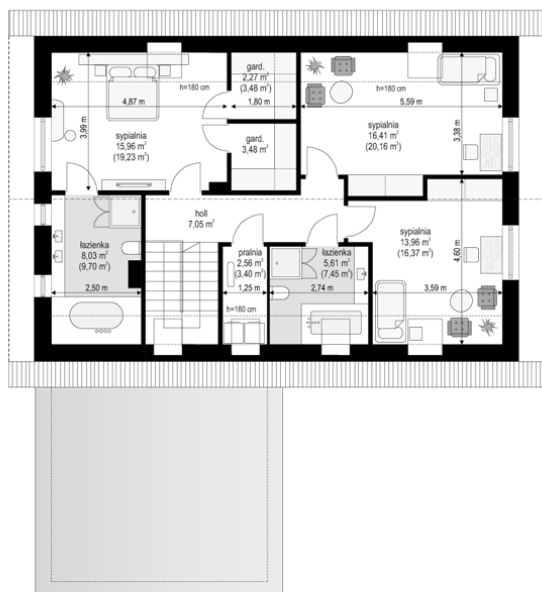 gard.
2,27 m²
(3,48 m²)
1,80 m
h=180 cm
4,87 m
3,99 m
sypialnia
15,96 m²
(19,23 m²)
gard.
3,48 m²
h=180 cm
5,59 m
sypialnia
16,41 m²
(20,16 m²)
3,38 m
holl
7,05 m²
sypialnia
13,96 m²
(16,37 m²)
4,60 m
3,59 m
łazienka
8,03 m²
(9,70 m²)
2,50 m
pralnia
2,56 m²
(3,40 m²)
1,25 m
h=180 cm
łazienka
5,61 m²
(7,45 m²)
2,74 m